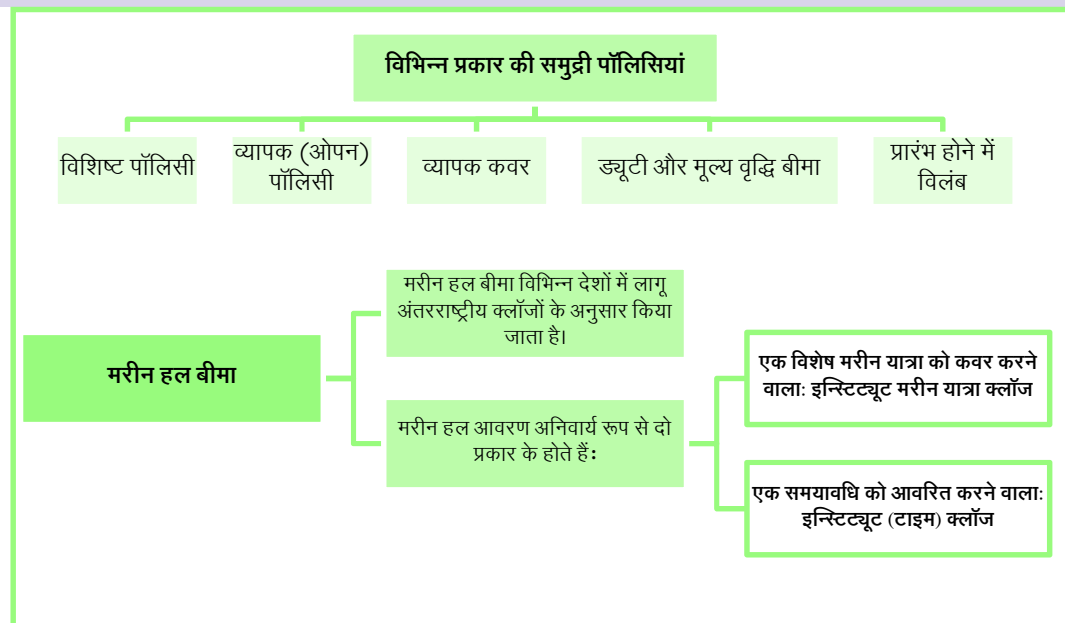 विभिन्न प्रकार की समुद्री पॉलिसियां
विशिष्ट पॉलिसी
व्यापक (ओपन)
पॉलिसी
व्यापक कवर
ड्यूटी और मूल्य वृद्धि बीमा
प्रारंभ होने में
विलंब
मरीन हल बीमा
मरीन हल बीमा विभिन्न देशों में लागू
अंतरराष्ट्रीय क्लॉजों के अनुसार किया
जाता है।
मरीन हल आवरण अनिवार्य रूप से दो
प्रकार के होते हैं:
एक विशेष मरीन यात्रा को कवर करने
वाला: इन्स्टिट्यूट मरीन यात्रा क्लॉज
एक समयावधि को आवरित करने वाला:
इन्स्टिट्यूट (टाइम) क्लॉज